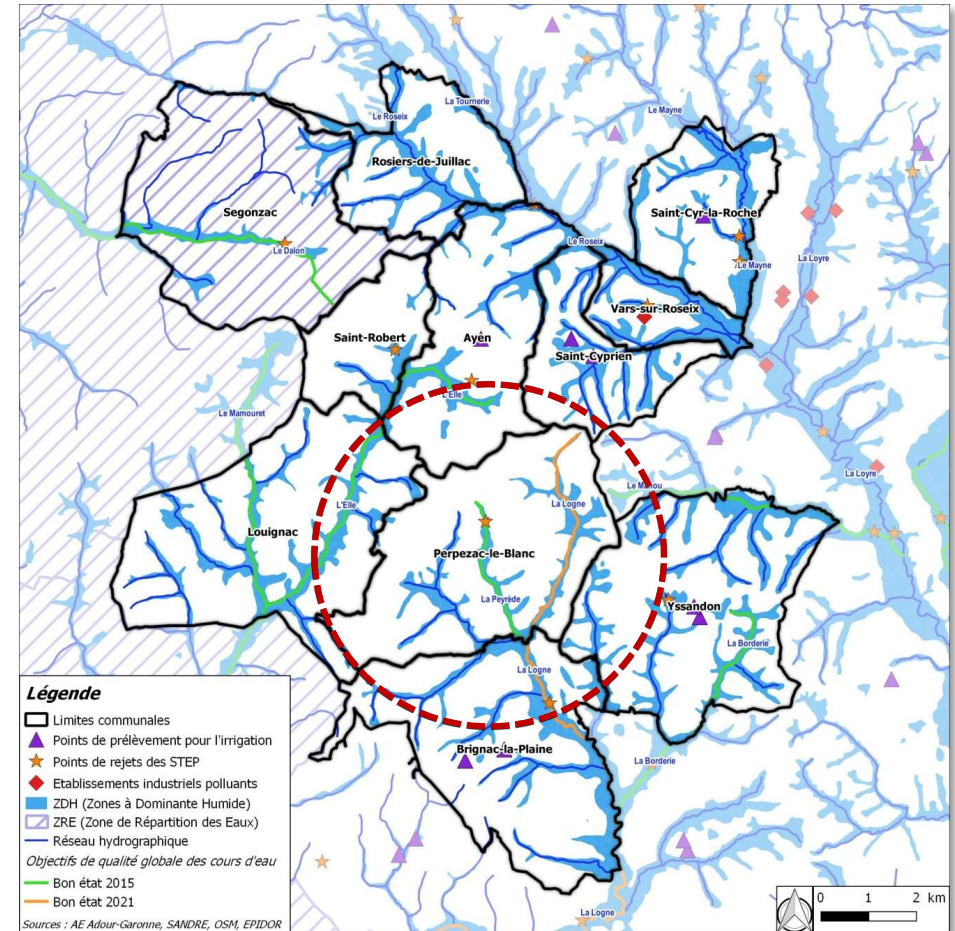 La Tournerie
Le Roseix
Le Mayne
Rosiers-de-Juillac
Segonzac
Saint-Cyr-la-Roche
Le Roseix
Le Dalon
Le Mayne
La Loyre
Vars-sur-Roseix
Saint-Robert
Ayen
Saint-Cyprien
L'Elle
Le Mamouret
La Loyre
Le Manou
L'Elle
La Logne
Louignac
Perpezac-le-Blanc
La Peyrède
Yssandon
La Borderie
La Logne
Brignac-la-Plaine
La Borderie
La Logne
Légende
Limites communales
Points de prélèvement pour l'irrigation
Points de rejets des STEP
Etablissements industriels polluants
ZDH (Zones à Dominante Humide)
ZRE (Zone de Répartition des Eaux)
Réseau hydrographique
Objectifs de qualité globale des cours d'eau
Bon état 2015
Bon état 2021
Sources : AE Adour-Garonne, SANDRE, OSM, EPIDOR
0 1 2 km